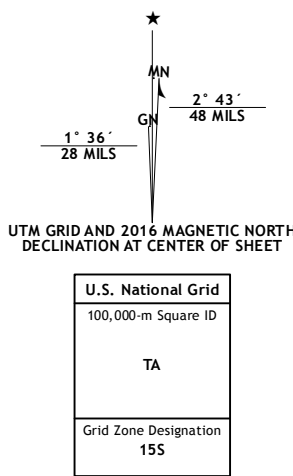 ★
MN
2° 43´
48 MILS
GN
1° 36´
28 MILS
UTM GRID AND 2016 MAGNETIC NORTH
DECLINATION AT CENTER OF SHEET
U.S. National Grid
100,000-m Square ID
TA
Grid Zone Designation
15S